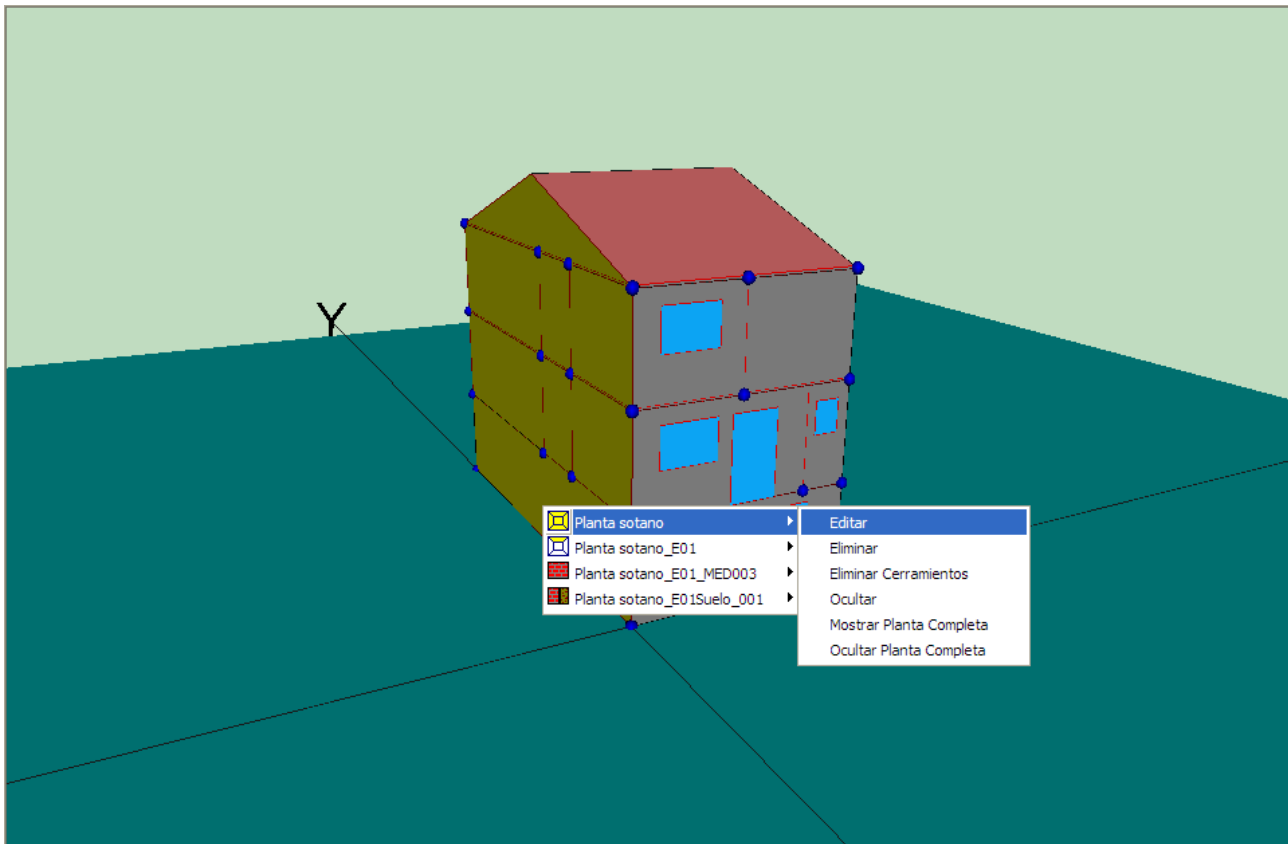 Y
Planta sotano
Planta sotano_E01
Planta sotano_E01_MED003
Planta sotano_E01Suelo_001
Editar
Eliminar
Eliminar Cerramientos
Ocultar
Mostrar Planta Completa
Ocultar Planta Completa